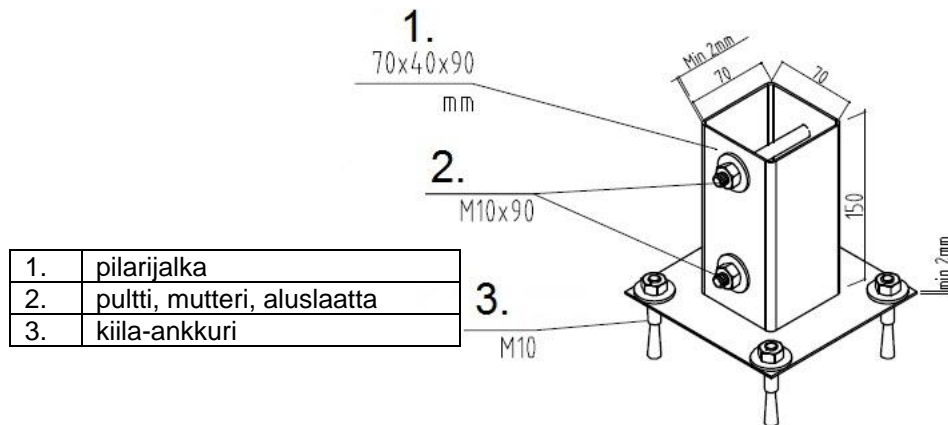 1.
70x40x90
mm
Min 2mm
70
70
2.
M10x90
150
min 2mm
3.
M10
1. pilarijalka
2. pultti, mutteri, aluslaatta
3. kiila-ankkuri